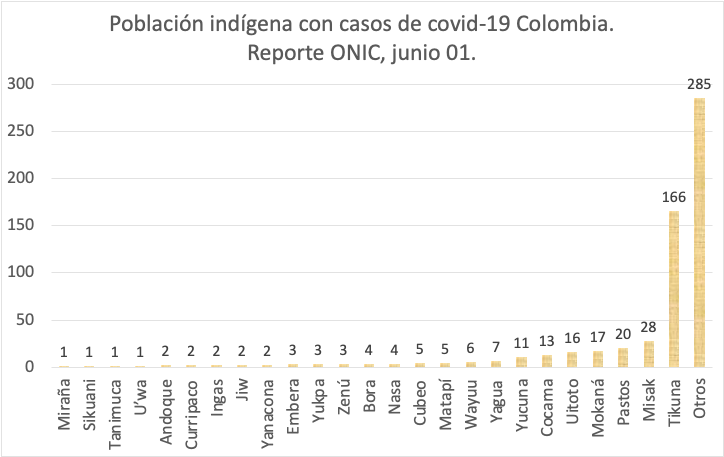 Población indígena con casos de covid-19 Colombia.
Reporte ONIC, junio 01.
300
250
200
150
100
50
0
1 1 1 1 2 2 2 2 2 3 3 3 4 4 5 5 6 7 11 13 16 17 20 28 166 285
Miraña
Sikuani
Tanimuca
U'wa
Andoque
Curripaco
Ingas
Jiw
Yanacona
Embera
Yukpa
Zenú
Bora
Nasa
Cubeo
Matapí
Wayuu
Yagua
Yucuna
Cocama
Uitoto
Mokaná
Pastos
Misak
Tikuna
Otros